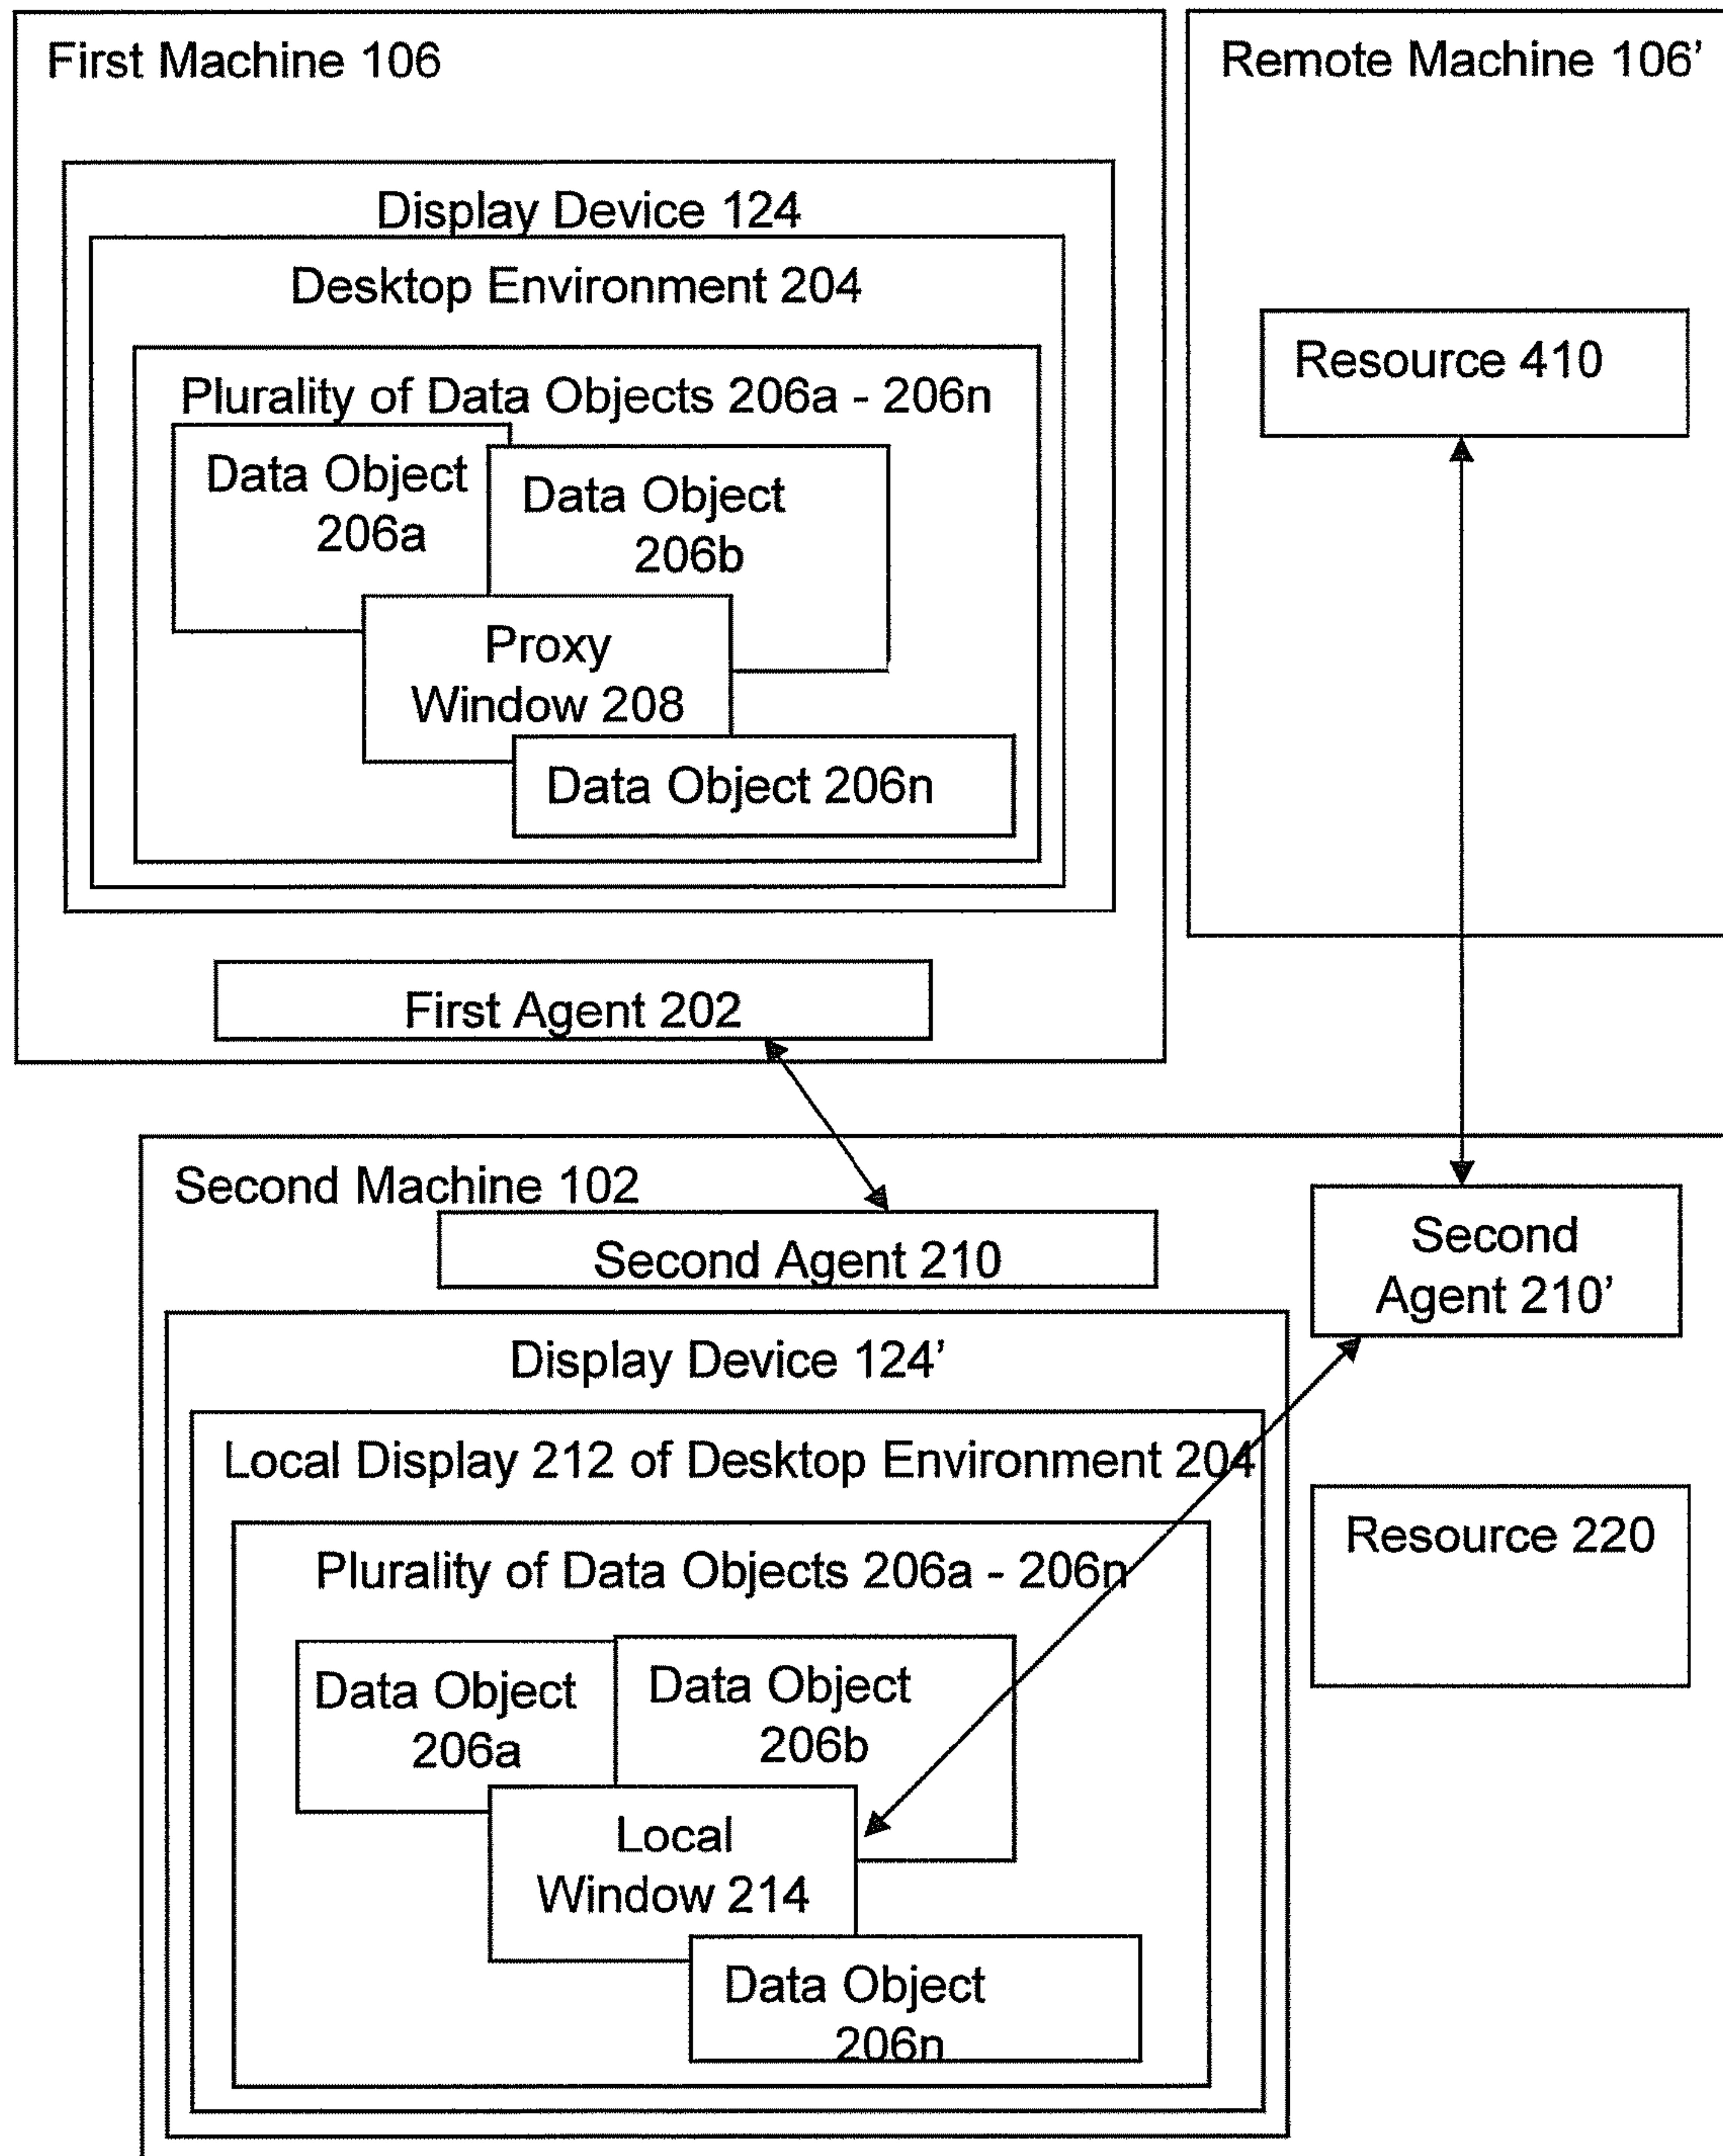 First Machine 106
Display Device 124
Desktop Environment 204
Plurality of Data Objects 206a - 206n
Data Object
206a
Data Object
206b
Proxy
Window 208
Data Object 206n
First Agent 202
Remote Machine 106’
Resource 410
Second Machine 102
Second Agent 210
Second
Agent 210’
Display Device 124’
Local Display 212 of Desktop Environment 204
Plurality of Data Objects 206a - 206n
Data Object
206a
Data Object
206b
Local
Window 214
Data Object
206n
Resource 220